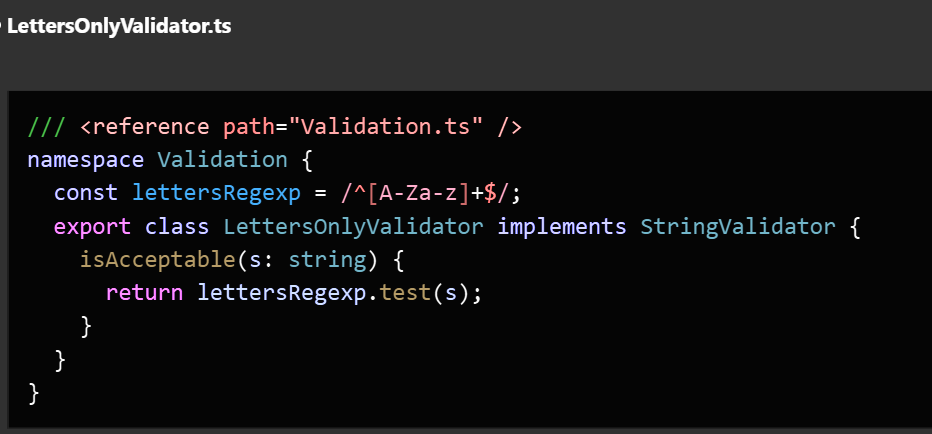 LettersOnlyValidator.ts
/// <reference path="Validation.ts" />
namespace Validation {
  const lettersRegexp = /^[A-Za-z]+$/;
  export class LettersOnlyValidator implements StringValidator {
    isAcceptable(s: string) {
      return lettersRegexp.test(s);
    }
  }
}